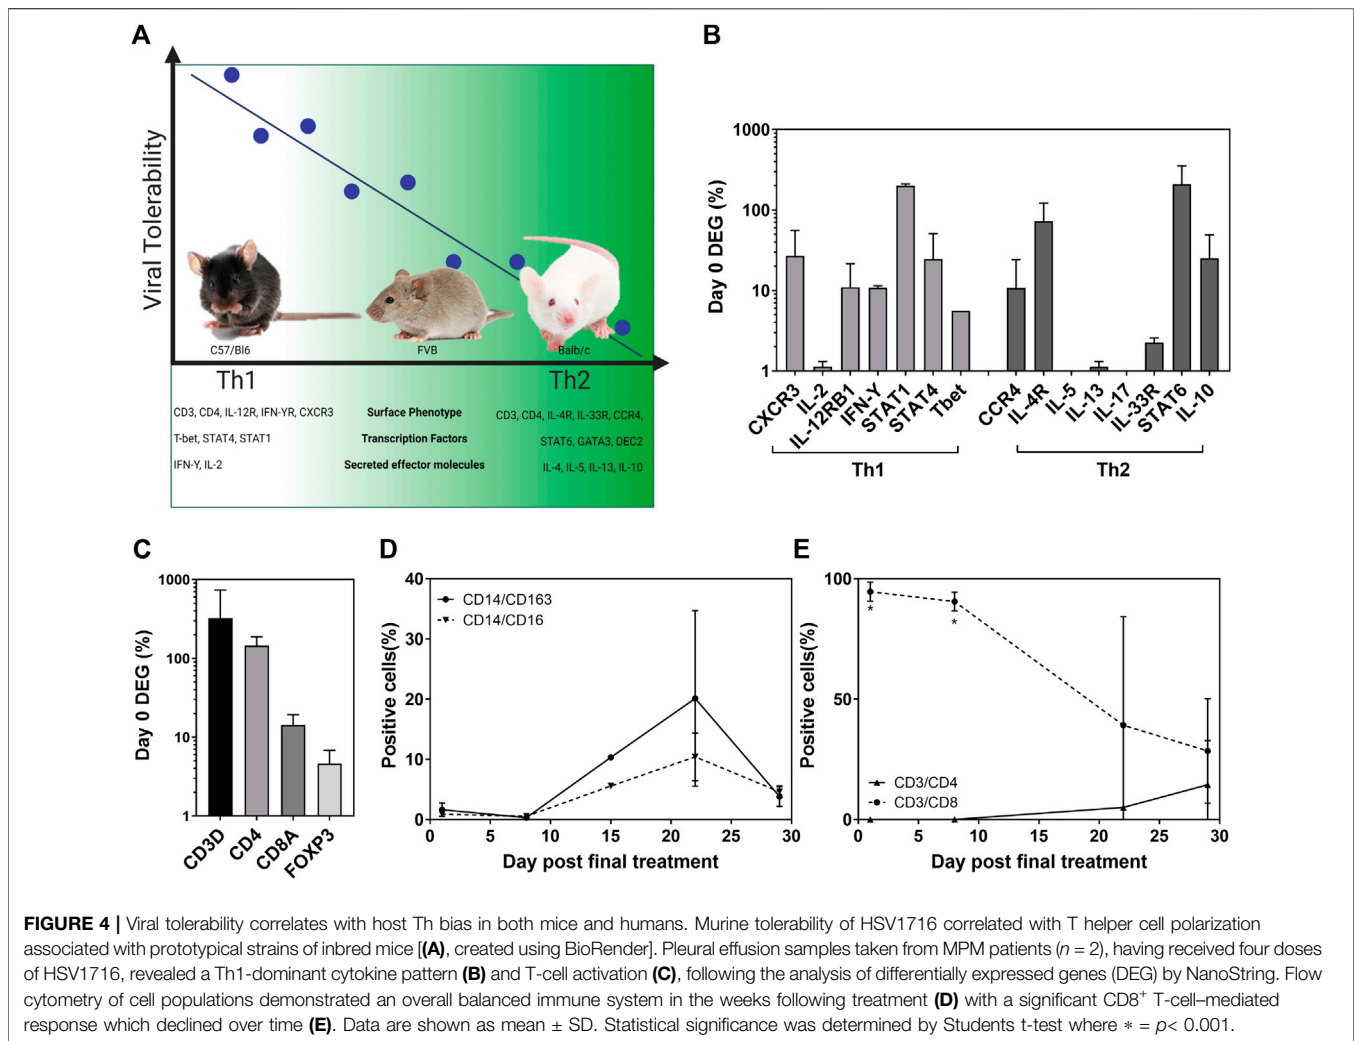 A
Viral Tolerability
C57/Bl6
FVB
Balb/c
Th1
Th2
CD3, CD4, IL-12R, IFN-YR, CXCR3
Surface Phenotype
CD3, CD4, IL-4R, IL-33R, CCR4,
T-bet, STAT4, STAT1
Transcription Factors
STAT6, GATA3, DEC2
IFN-Y, IL-2
Secreted effector molecules
IL-4, IL-5, IL-13, IL-10
B
Day 0 DEG (%)
1000
100
10
1
CXCR3
IL-2
IL-12RB1
IFN-Y
STAT1
STAT4
Tbet
CCR4
IL-4R
IL-5
IL-13
IL-17
IL-33R
STAT6
IL-10
Th1
Th2
C
Day 0 DEG (%)
1000
100
10
1
CD3D
CD4
CD8A
FOXP3
D
Positive cells(%)
40
30
20
10
0
CD14/CD163
CD14/CD16
0 5 10 15 20 25 30
Day post final treatment
E
Positive cells(%)
100
50
0
*
*
CD3/CD4
CD3/CD8
0 5 10 15 20 25 30
Day post final treatment
FIGURE 4 | Viral tolerability correlates with host Th bias in both mice and humans. Murine tolerability of HSV1716 correlated with T helper cell polarization
associated with prototypical strains of inbred mice [(A), created using BioRender]. Pleural effusion samples taken from MPM patients (n = 2), having received four doses
of HSV1716, revealed a Th1-dominant cytokine pattern (B) and T-cell activation (C), following the analysis of differentially expressed genes (DEG) by NanoString. Flow
cytometry of cell populations demonstrated an overall balanced immune system in the weeks following treatment (D) with a significant CD8⁺ T-cell–mediated
response which declined over time (E). Data are shown as mean ± SD. Statistical significance was determined by Students t-test where * = p< 0.001.